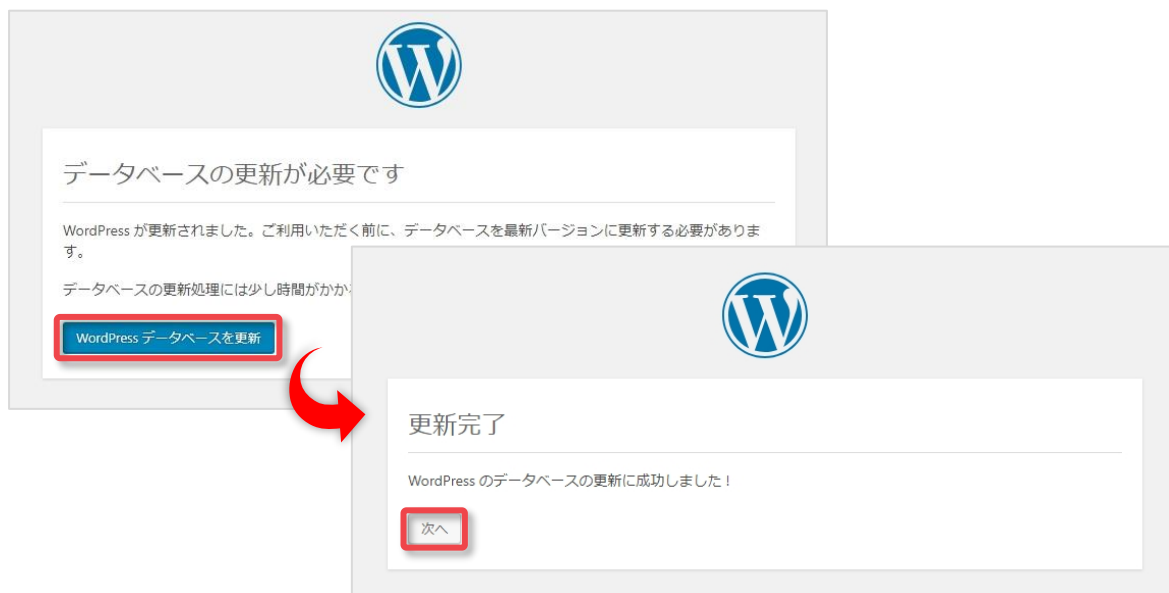 データベースの更新が必要です
WordPress が更新されました。ご利用いただく前に、データベースを最新バージョンに更新する必要がありま
す。
データベースの更新処理には少し時間がかか
WordPress データベースを更新
更新完了
WordPress のデータベースの更新に成功しました !
次へ